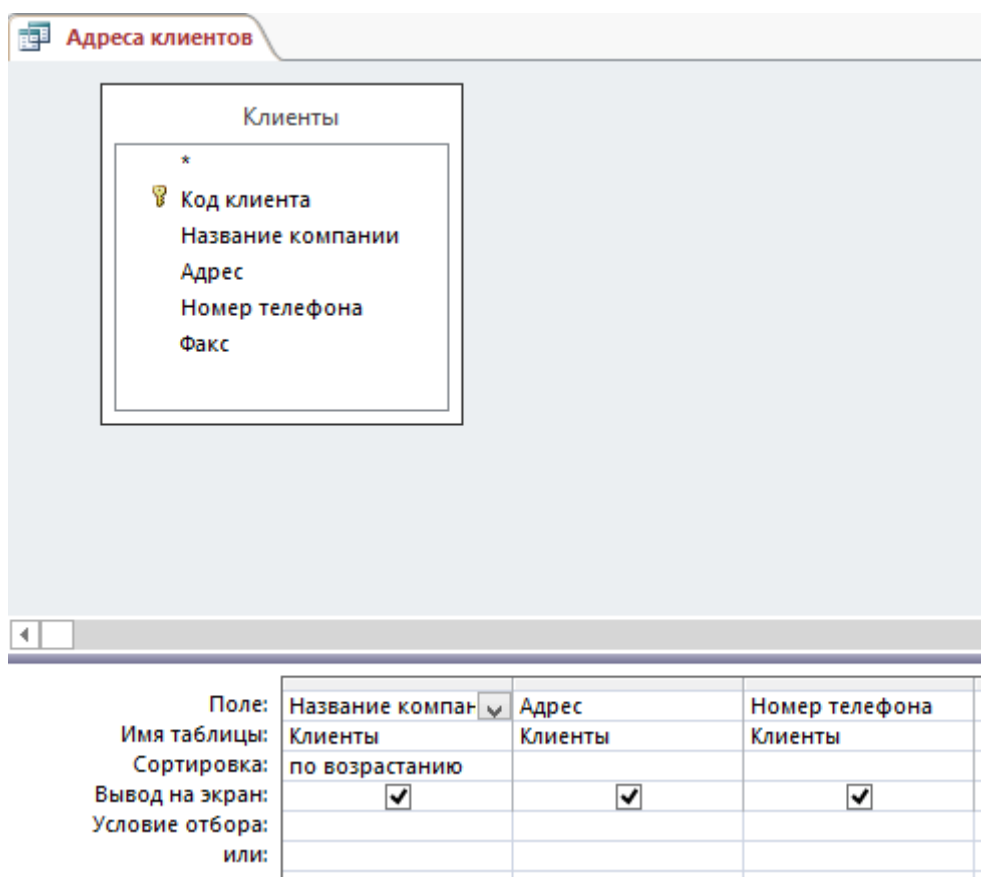 Адреса клиентов
Клиенты
*
Код клиента
Название компании
Адрес
Номер телефона
Факс
Поле: Название компан Адрес Номер телефона
Имя таблицы: Клиенты Клиенты Клиенты
Сортировка: по возрастанию
Вывод на экран:
Условие отбора:
или: